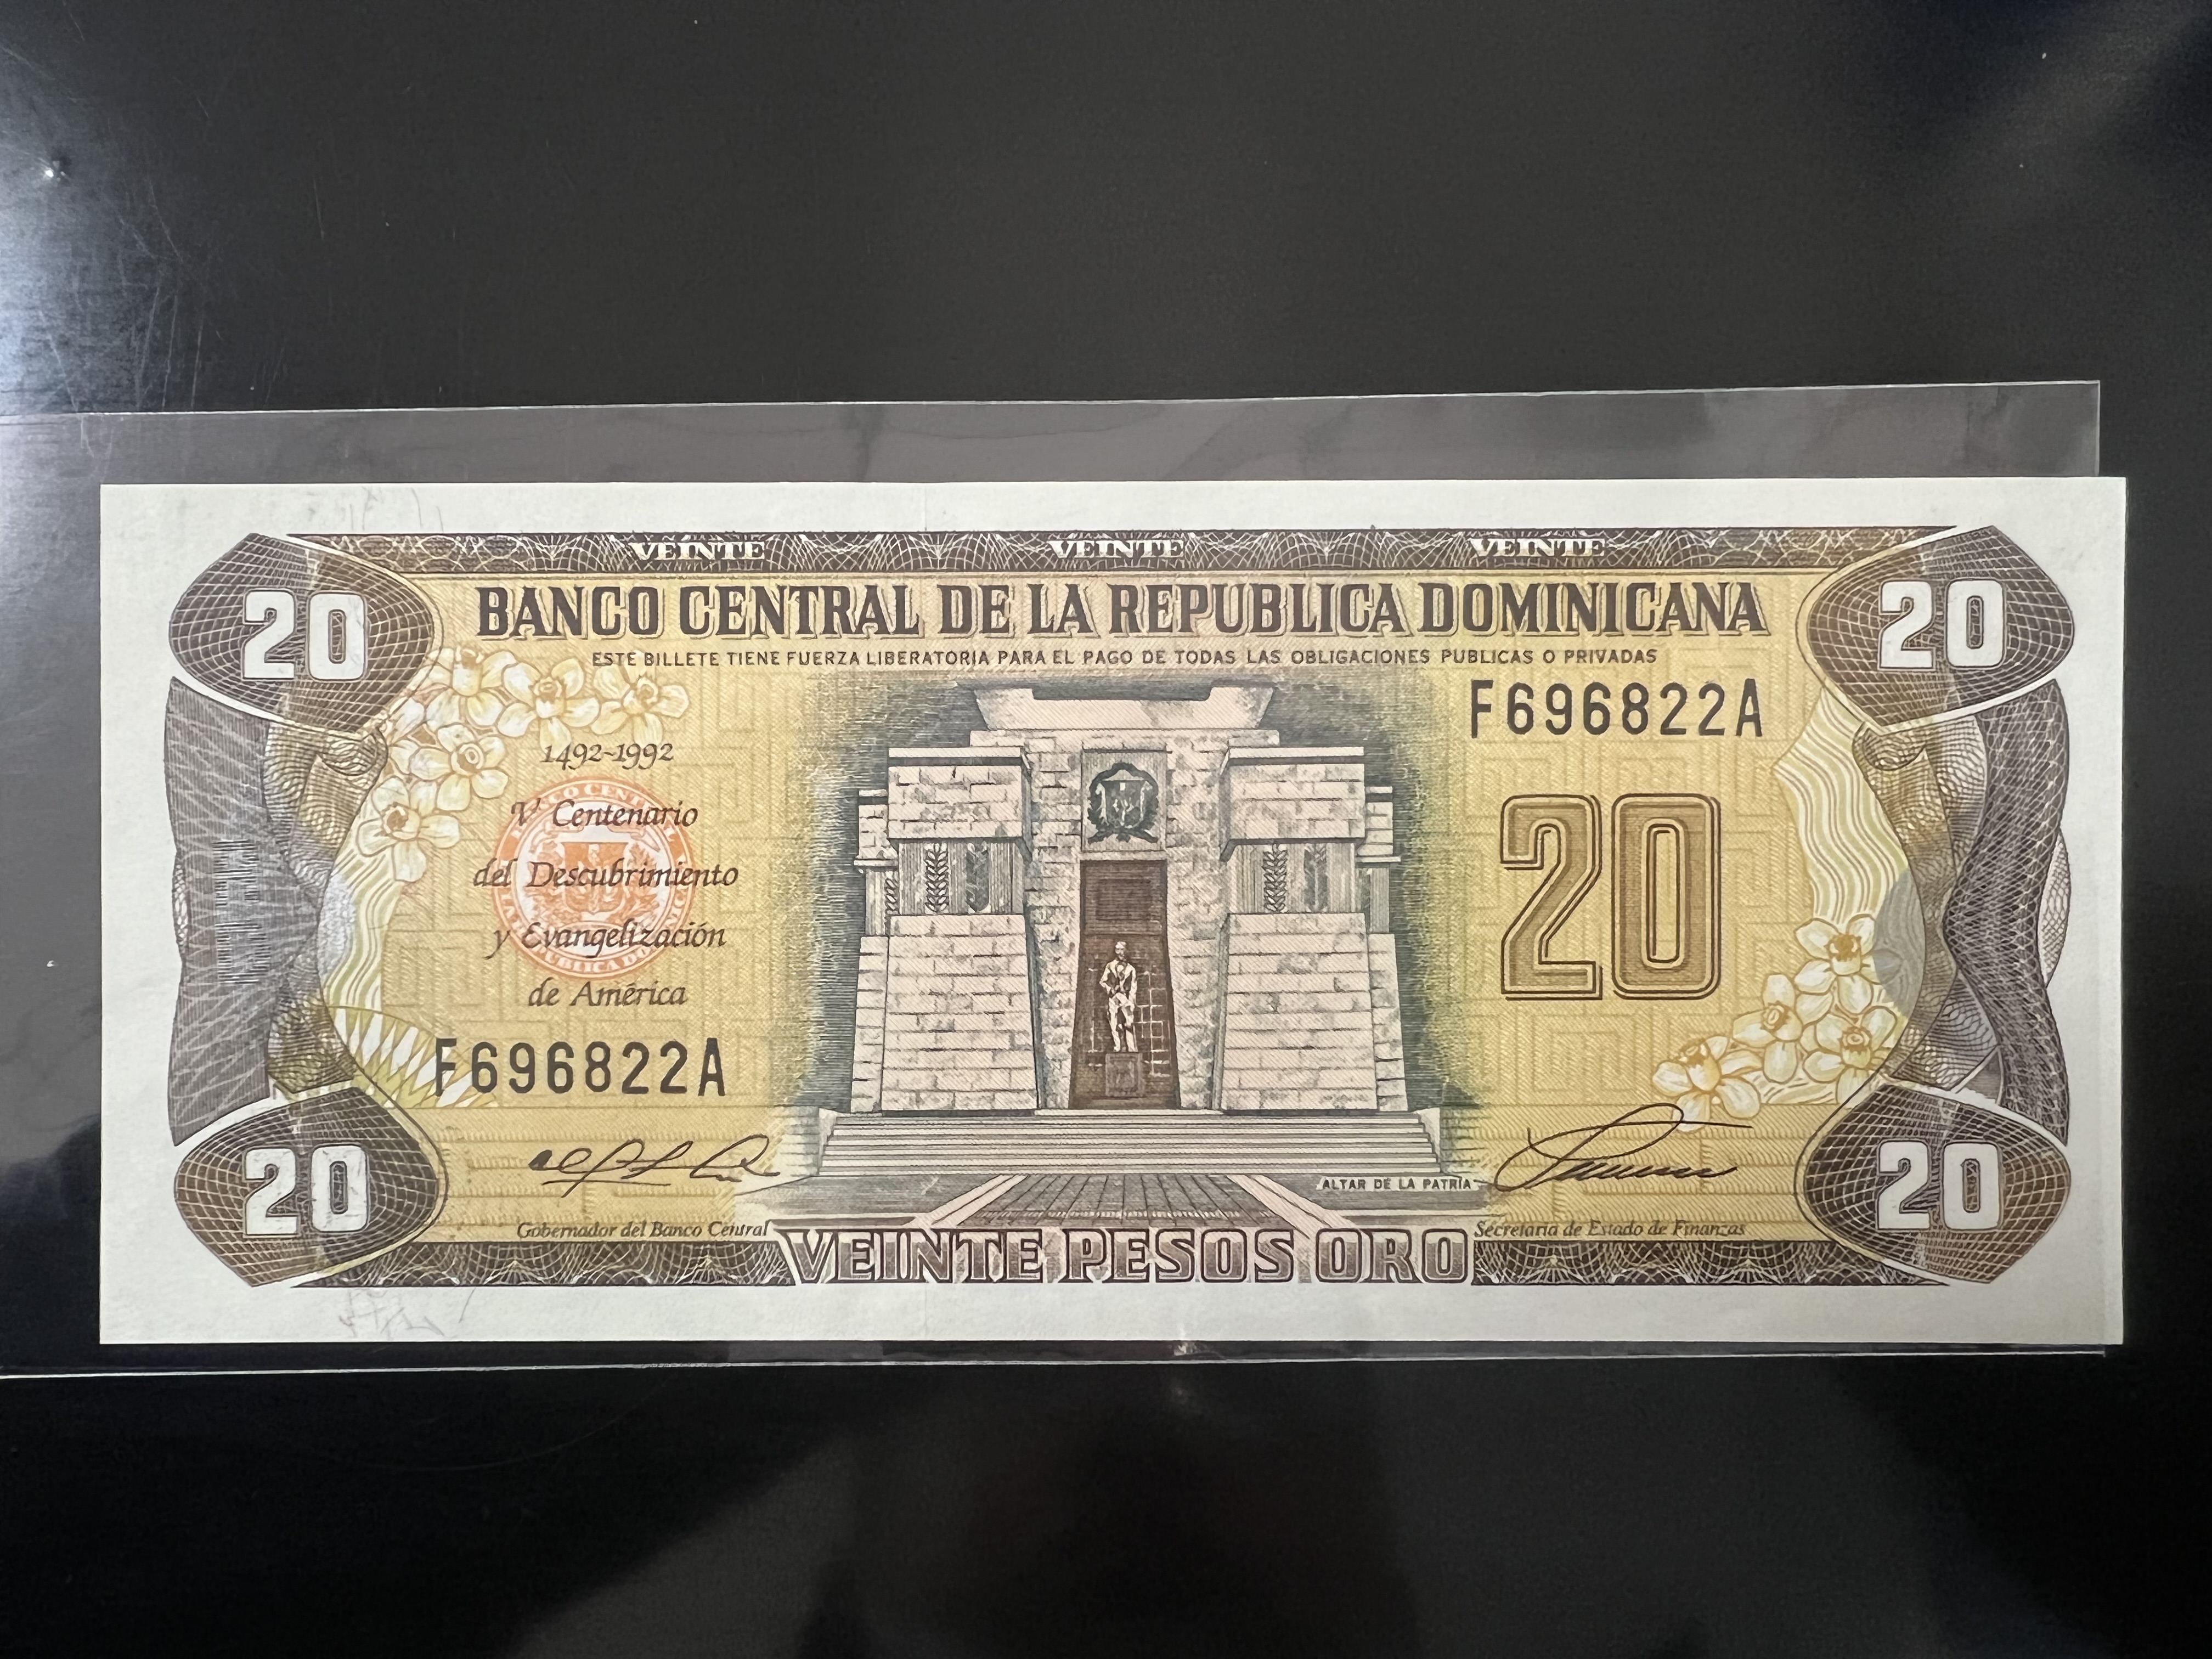 VEINTE VEINTE VEINTE
20 20
BANCO CENTRAL DE LA REPUBLICA DOMINICANA
ESTE BILLETE TIENE FUERZA LIBERATORIA PARA EL PAGO DE TODAS LAS OBLIGACIONES PUBLICAS O PRIVADAS
F696822A
1492-1992
V Centenario
del Descubrimiento
y Evangelización
de América
20
F696822A
ALTAR DE LA PATRIA
20 20
Gobernador del Banco Central
Secretaria de Estado de Finanzas
VEINTE PESOS ORO